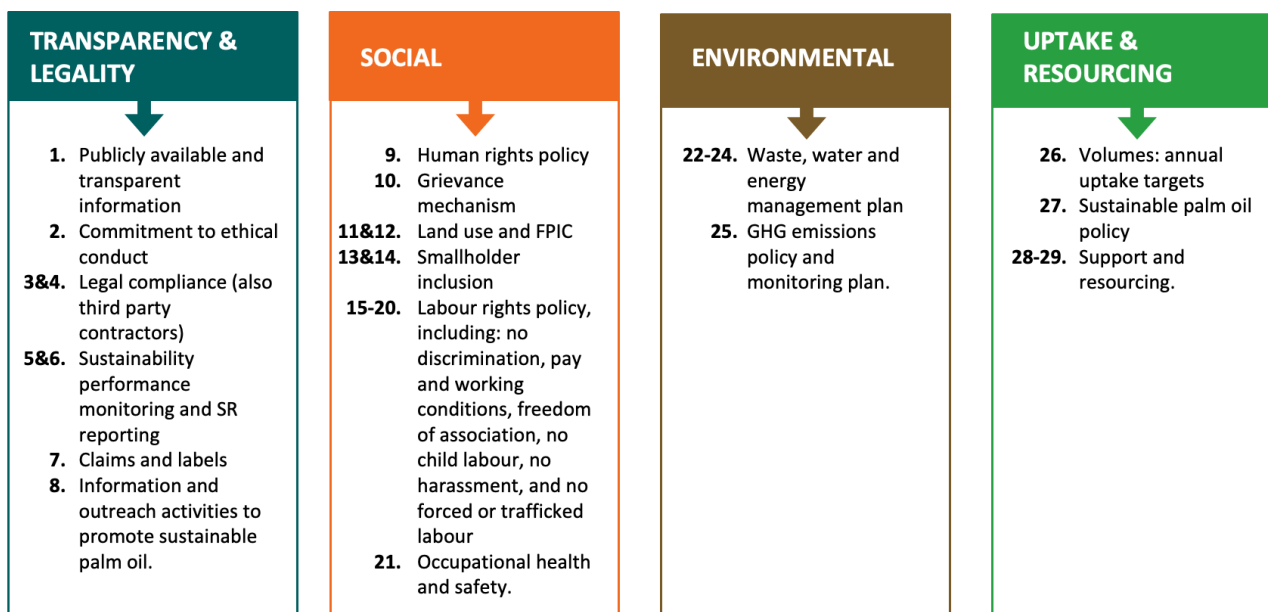 TRANSPARENCY &
LEGALITY
1. Publicly available and
transparent
information
2. Commitment to ethical
conduct
3&4. Legal compliance (also
third party
contractors)
5&6. Sustainability
performance
monitoring and SR
reporting
7. Claims and labels
8. Information and
outreach activities to
promote sustainable
palm oil.
SOCIAL
9. Human rights policy
10. Grievance
mechanism
11&12. Land use and FPIC
13&14. Smallholder
inclusion
15-20. Labour rights policy,
including: no
discrimination, pay
and working
conditions, freedom
of association, no
child labour, no
harassment, and no
forced or trafficked
labour
21. Occupational health
and safety.
ENVIRONMENTAL
22-24. Waste, water and
energy
management plan
25. GHG emissions
policy and
monitoring plan.
UPTAKE &
RESOURCING
26. Volumes: annual
uptake targets
27. Sustainable palm oil
policy
28-29. Support and
resourcing.